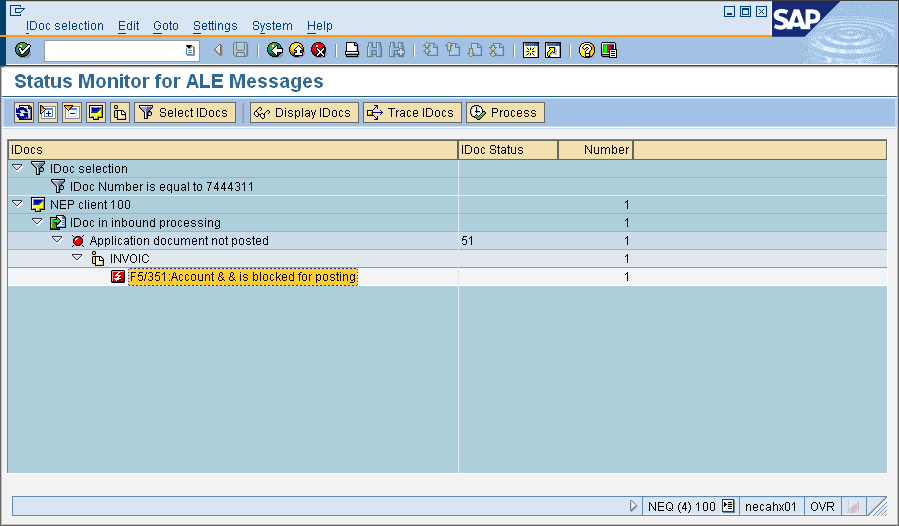 IDoc selection Edit Goto Settings System Help
SAP
Status Monitor for ALE Messages
Select IDocs Display IDocs Trace IDocs Process
IDocs IDoc Status Number
IDoc selection
IDoc Number is equal to 7444311
NEP client 100 1
IDoc in inbound processing 1
Application document not posted 51 1
INVOIC 1
F5/351:Account & & is blocked for posting 1
NEQ (4) 100 necahx01 OVR